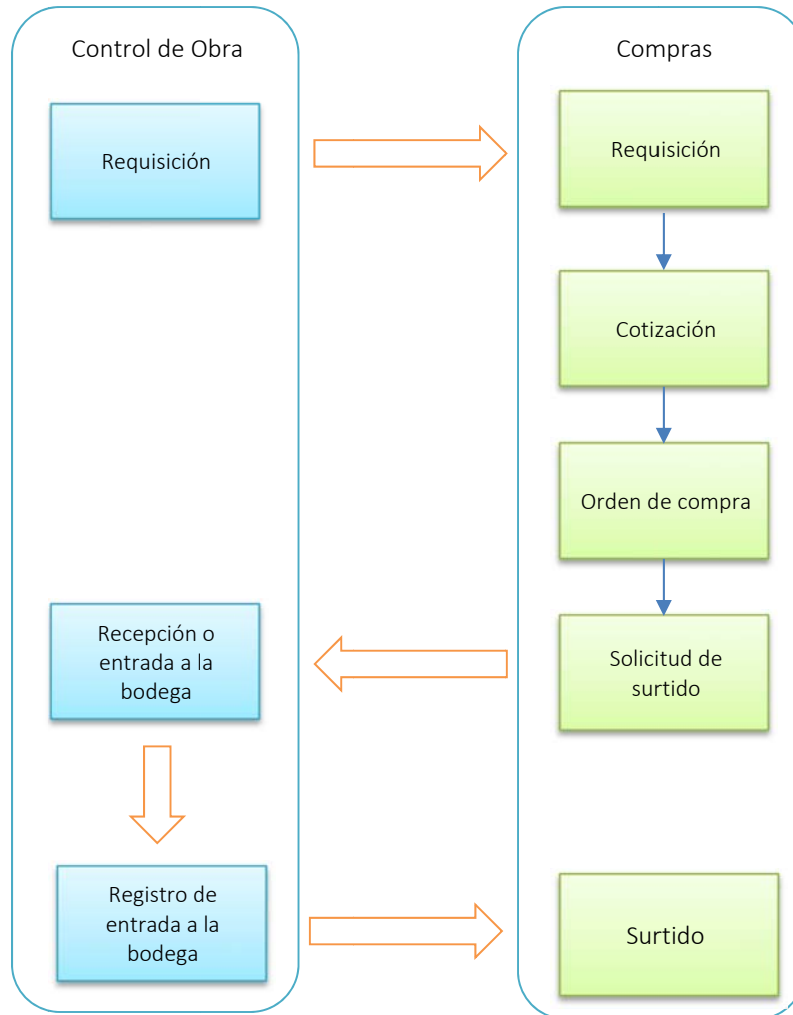 Control de Obra
Requisición
Recepción o
entrada a la
bodega
Registro de
entrada a la
bodega
Compras
Requisición
Cotización
Orden de compra
Solicitud de
surtido
Surtido